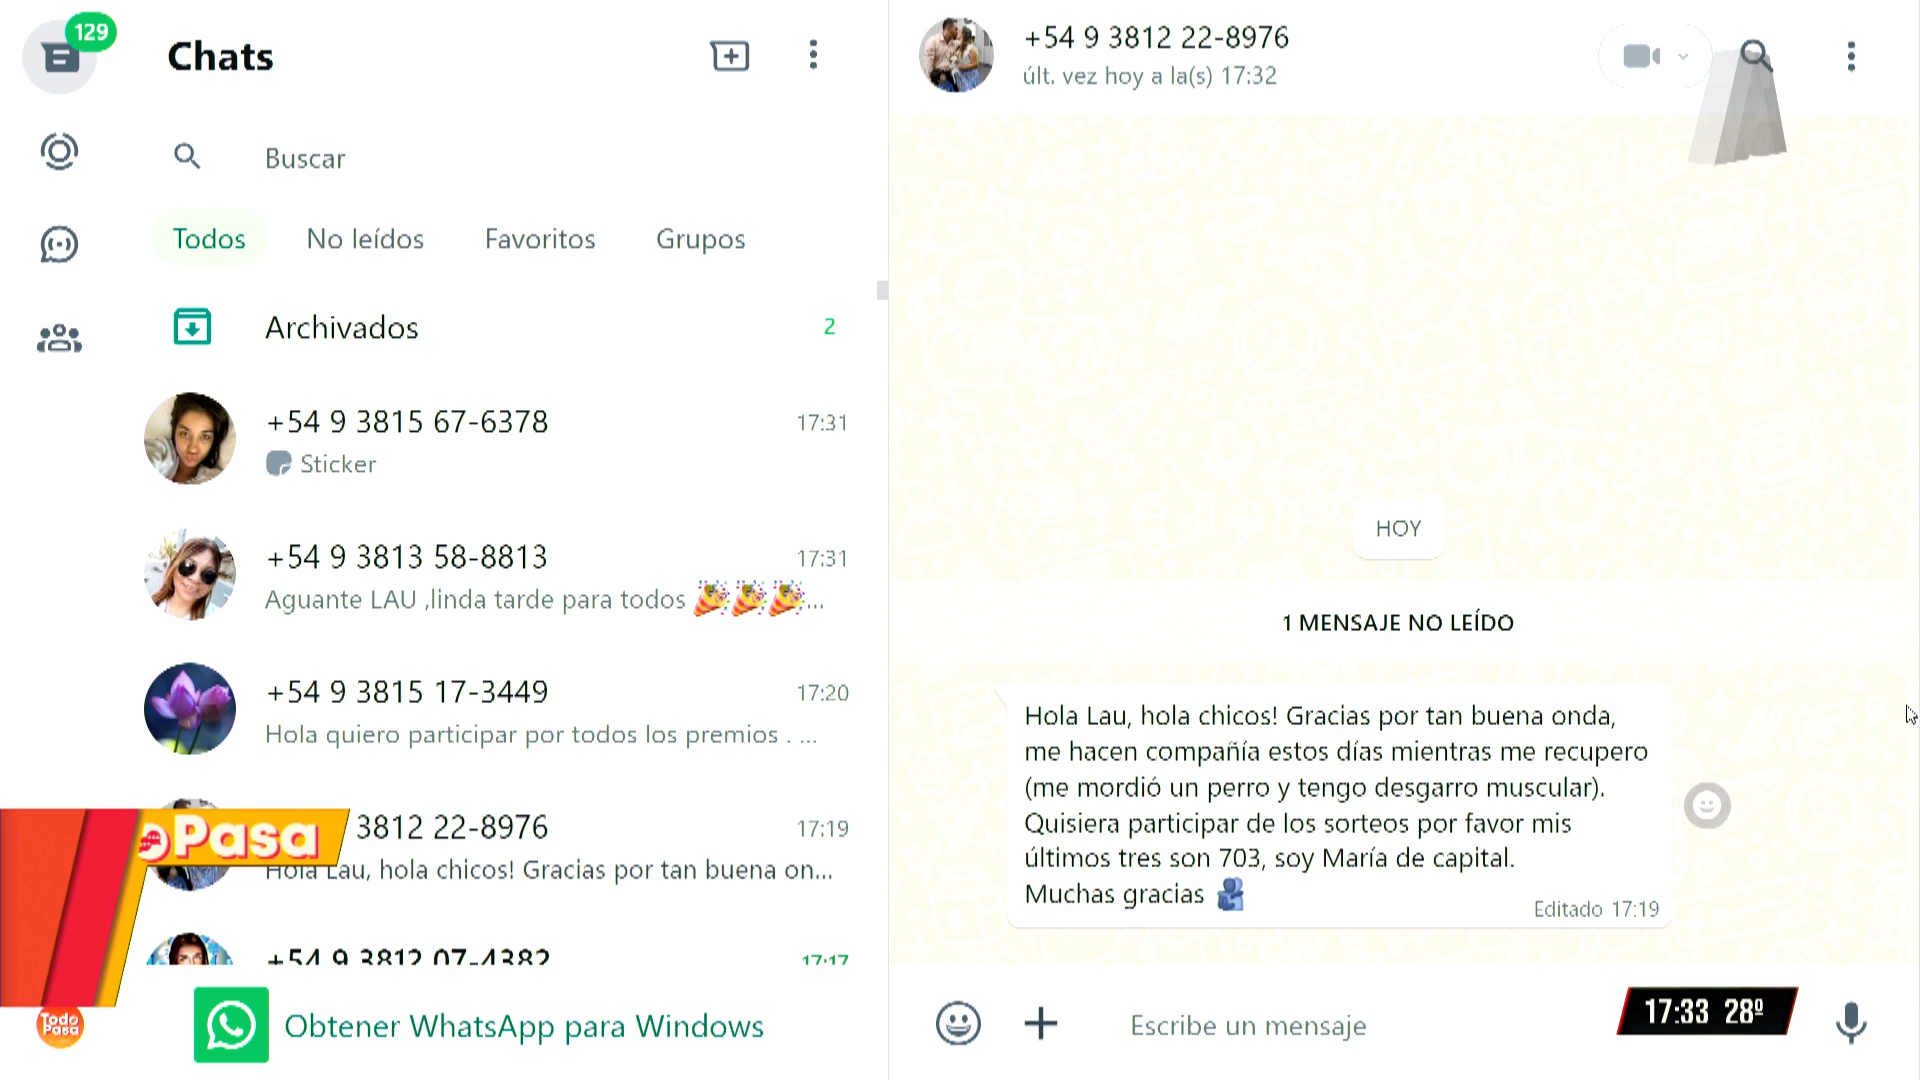 129
Chats
Buscar
Todos
No leídos
Favoritos
Grupos
Archivados
2
+54 9 3815 67-6378
17:31
Sticker
+54 9 3813 58-8813
17:31
Aguante LAU ,linda tarde para todos 🎉🎉🎉...
+54 9 3815 17-3449
17:20
Hola quiero participar por todos los premios . ...
3812 22-8976
17:19
Hola Lau, hola chicos! Gracias por tan buena on...
+54 9 3812 07-4382
17:17
Pasa
Todo
Pasa
Obtener WhatsApp para Windows
+54 9 3812 22-8976
últ. vez hoy a la(s) 17:32
HOY
1 MENSAJE NO LEÍDO
Hola Lau, hola chicos! Gracias por tan buena onda,
me hacen compañía estos días mientras me recupero
(me mordió un perro y tengo desgarro muscular).
Quisiera participar de los sorteos por favor mis
últimos tres son 703, soy María de capital.
Muchas gracias 🫂
Editado 17:19
Escribe un mensaje
17:33 28º